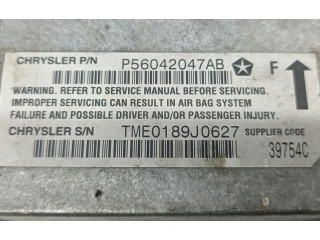 CHRYSLER P/N P56042047AB F
WARNING. REFER TO SERVICE MANUAL BEFORE SERVICING.
IMPROPER SERVICING CAN RESULT IN AIR BAG SYSTEM
FAILURE AND POSSIBLE DRIVER AND/OR PASSENGER INJURY.
CHRYSLER S/N TME0189J0627 SUPPLIER CODE
39754C